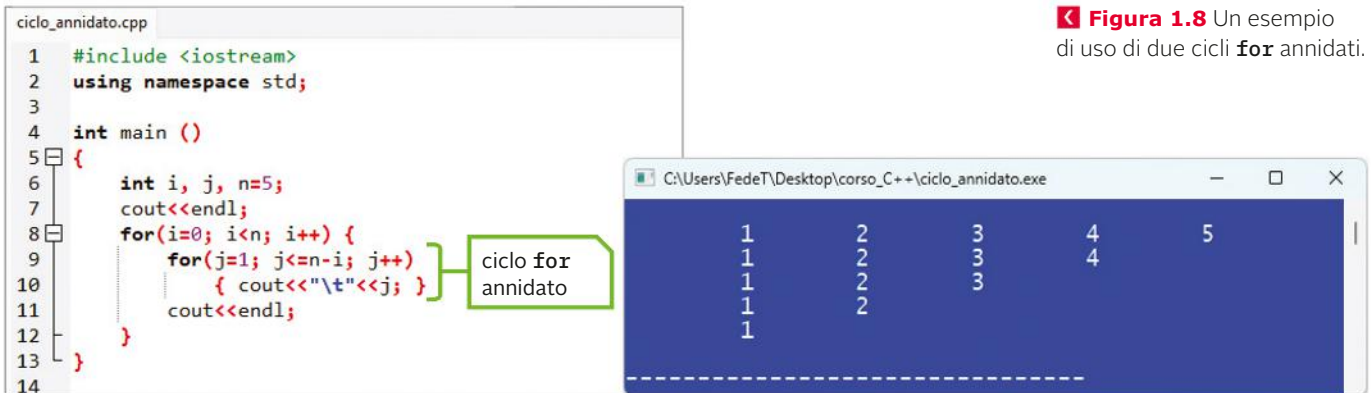 ciclo_annidato.cpp
1 #include <iostream>
2 using namespace std;
3
4 int main ()
5 {
6 int i, j, n=5;
7 cout<<endl;
8 for(i=0; i<n; i++) {
9 for(j=1; j<=n-i; j++)
10 { cout<<"\t"<<j; }
11 cout<<endl;
12 }
13 }
14
ciclo for
annidato
Figura 1.8 Un esempio
di uso di due cicli for annidati.
C:\Users\FedeT\Desktop\corso_C++\ciclo_annidato.exe
1 2 3 4 5
1 2 3 4
1 2 3
1 2
1